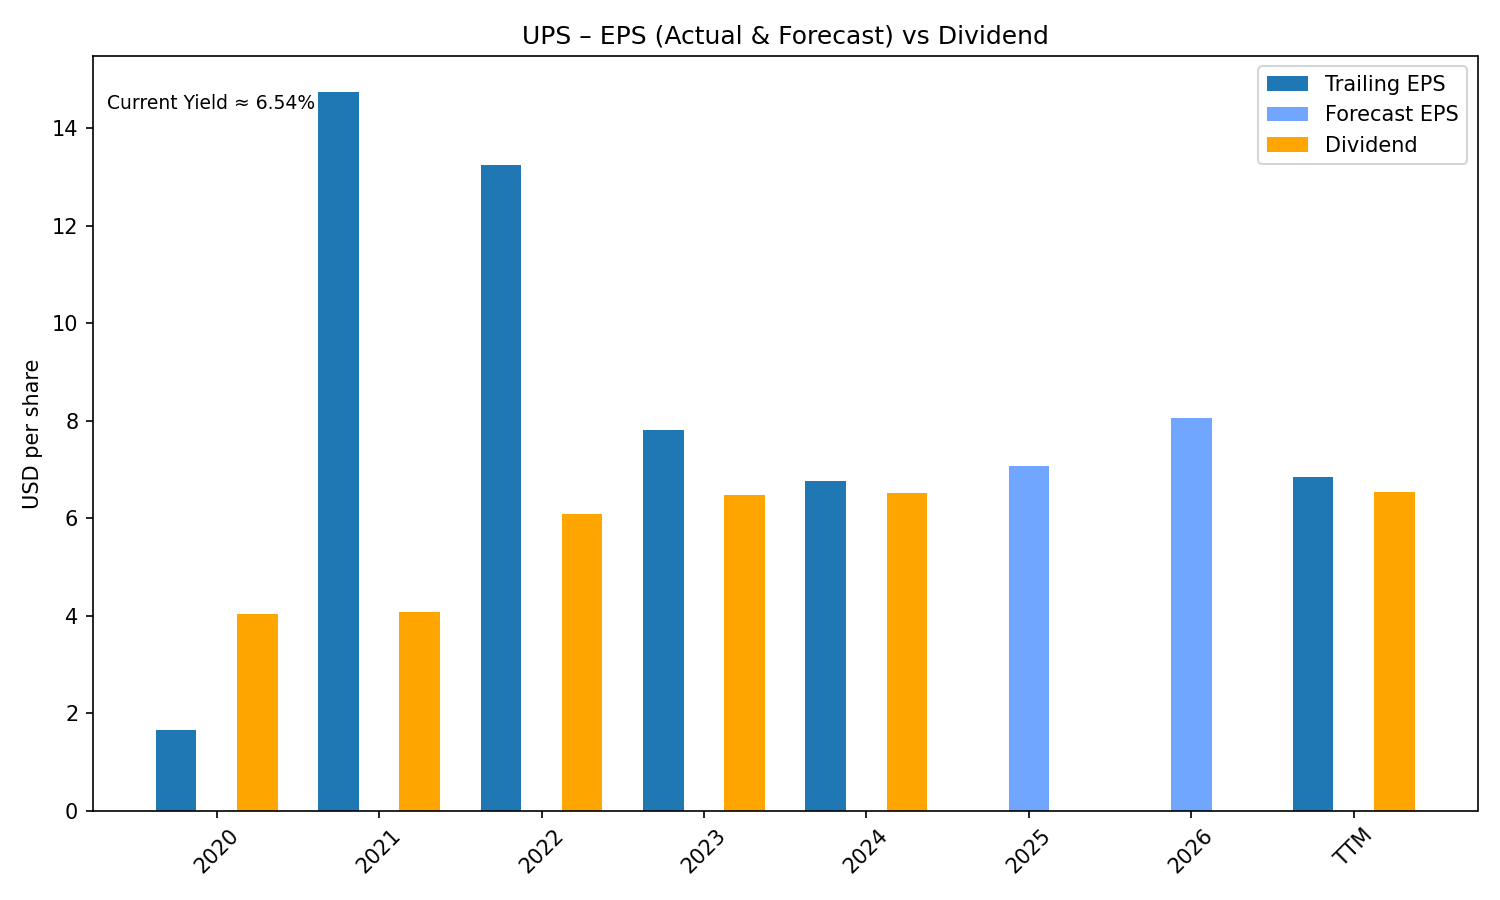 UPS – EPS (Actual & Forecast) vs Dividend
Current Yield ≈ 6.54%
Trailing EPS
Forecast EPS
Dividend
USD per share
14
12
10
8
6
4
2
0
2020
2021
2022
2023
2024
2025
2026
TTM